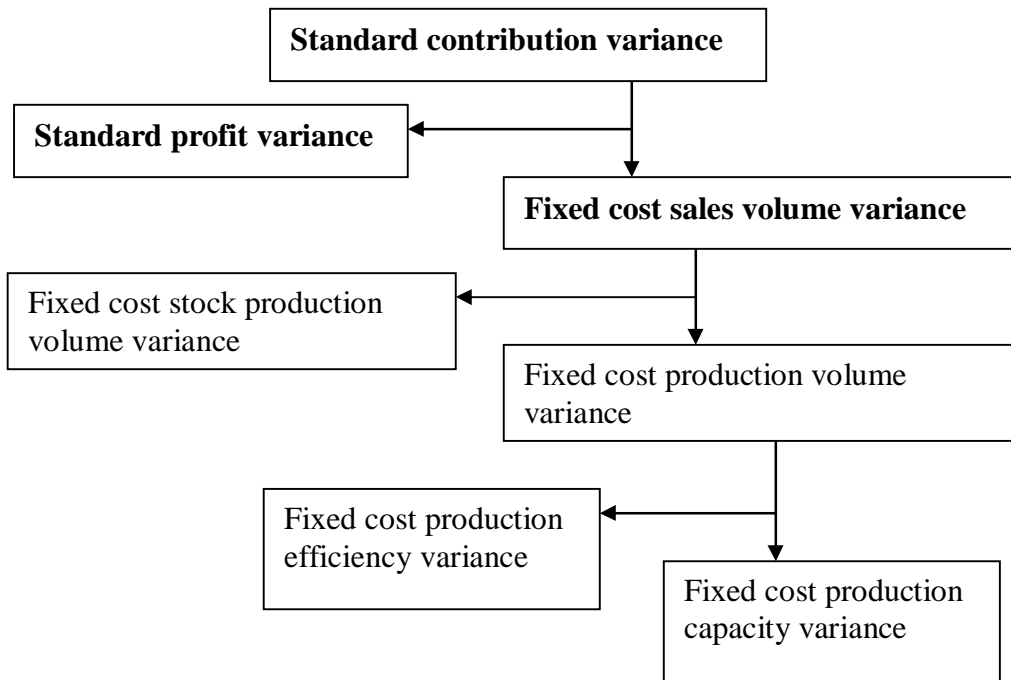 Standard contribution variance
Standard profit variance
Fixed cost sales volume variance
Fixed cost stock production
volume variance
Fixed cost production volume
variance
Fixed cost production
efficiency variance
Fixed cost production
capacity variance